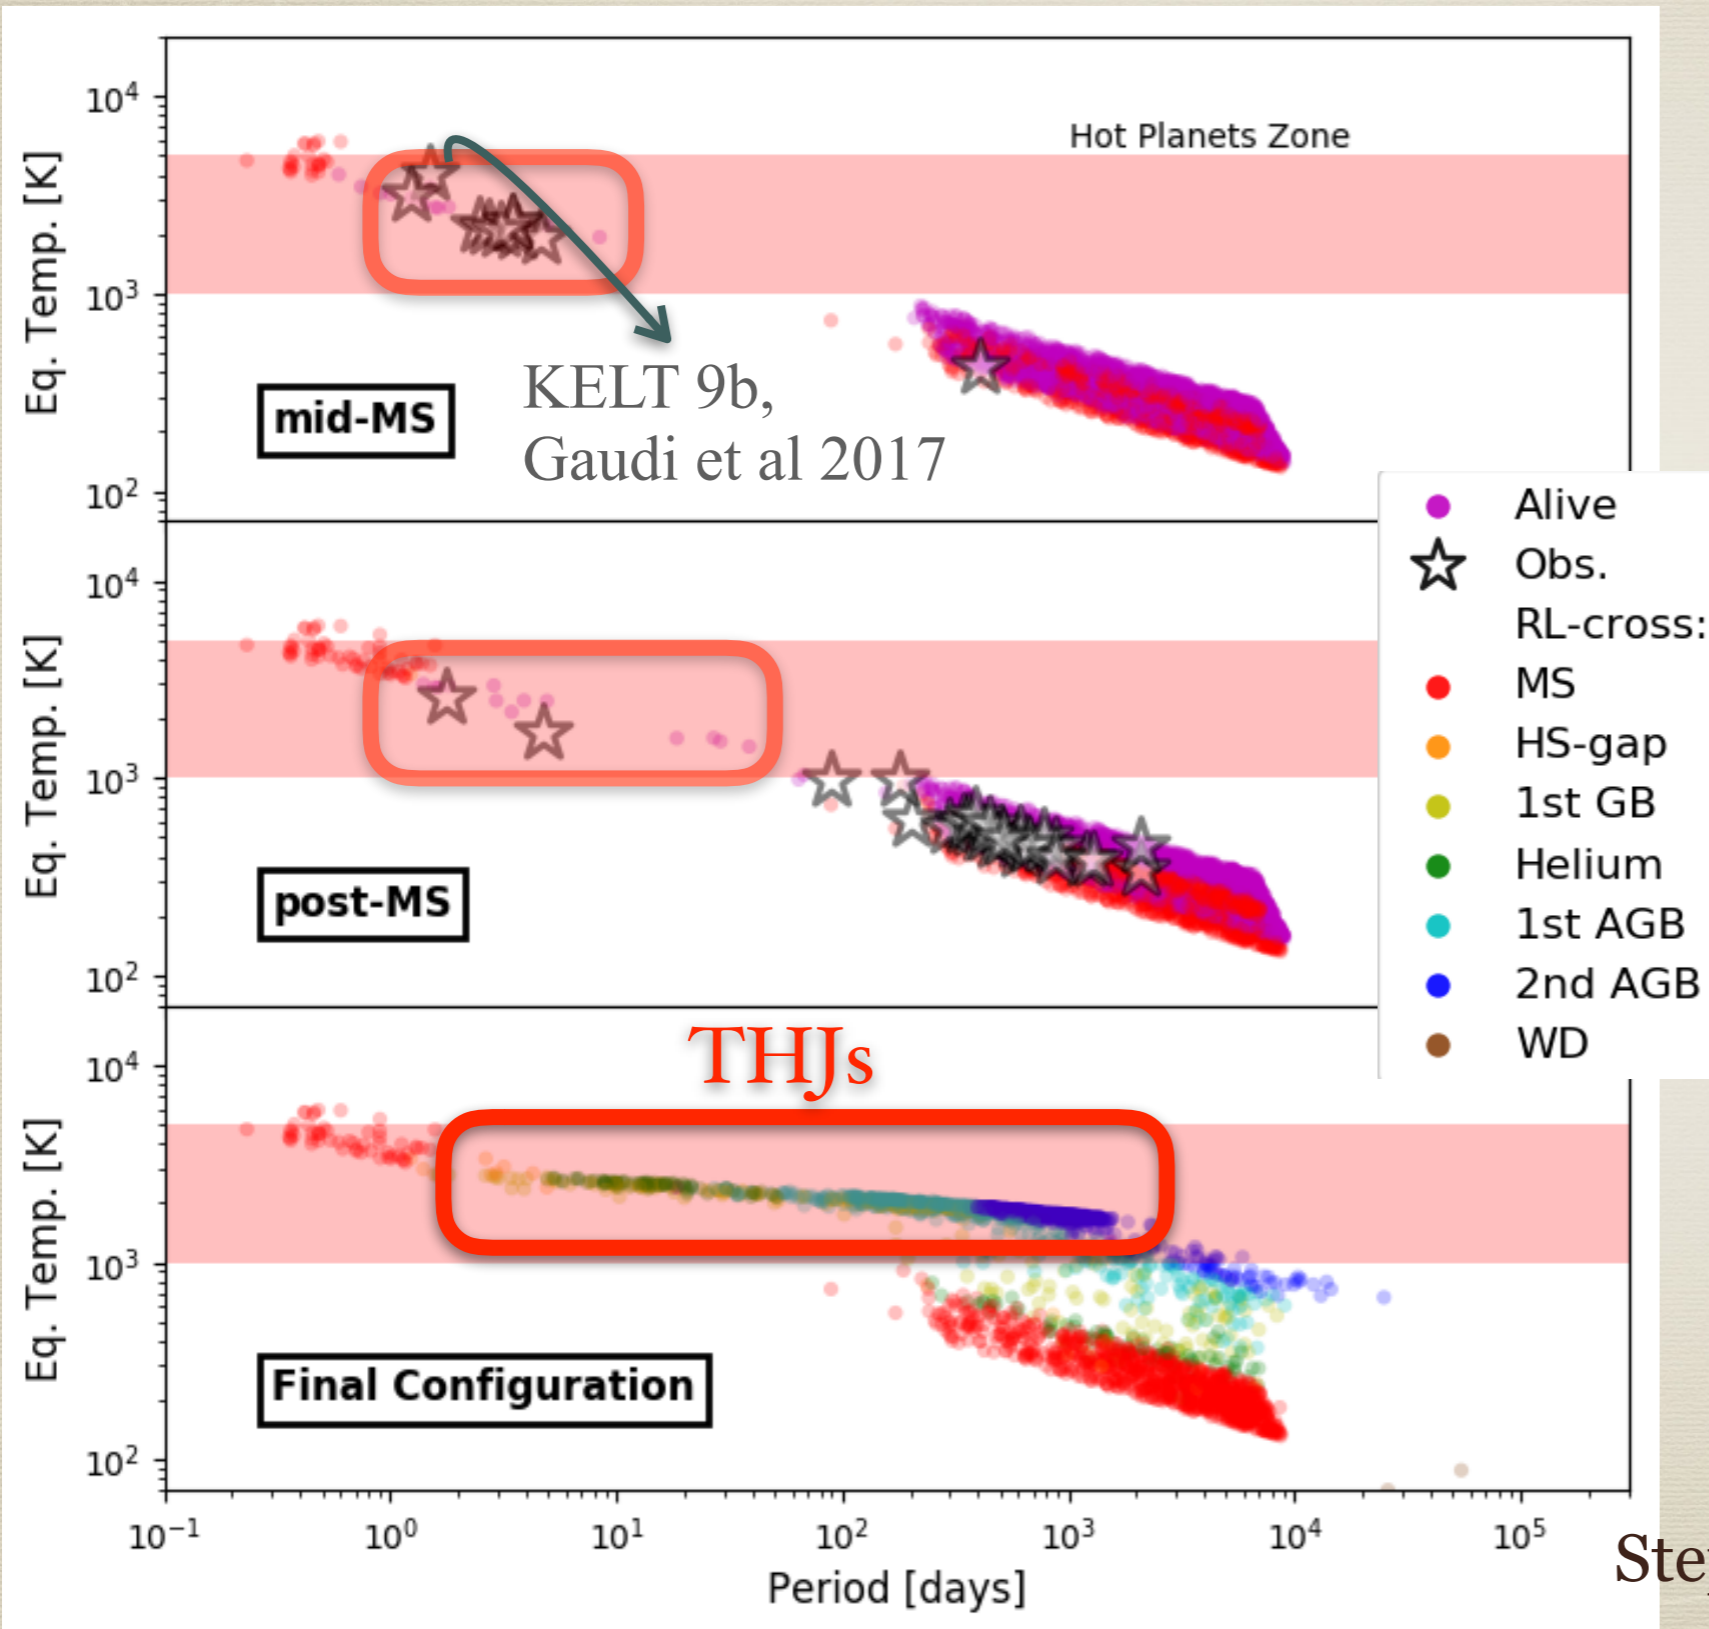 10⁴
Hot Planets Zone
Eq. Temp. [K]
10³
KELT 9b,
mid-MS
Gaudi et al 2017
10²
Alive
Obs.
RL-cross:
MS
HS-gap
1st GB
Helium
1st AGB
2nd AGB
WD
10⁴
Eq. Temp. [K]
10³
post-MS
10²
THJs
10⁴
Eq. Temp. [K]
10³
Final Configuration
10²
10⁻¹ 10⁰ 10¹ 10² 10³ 10⁴ 10⁵
Period [days]